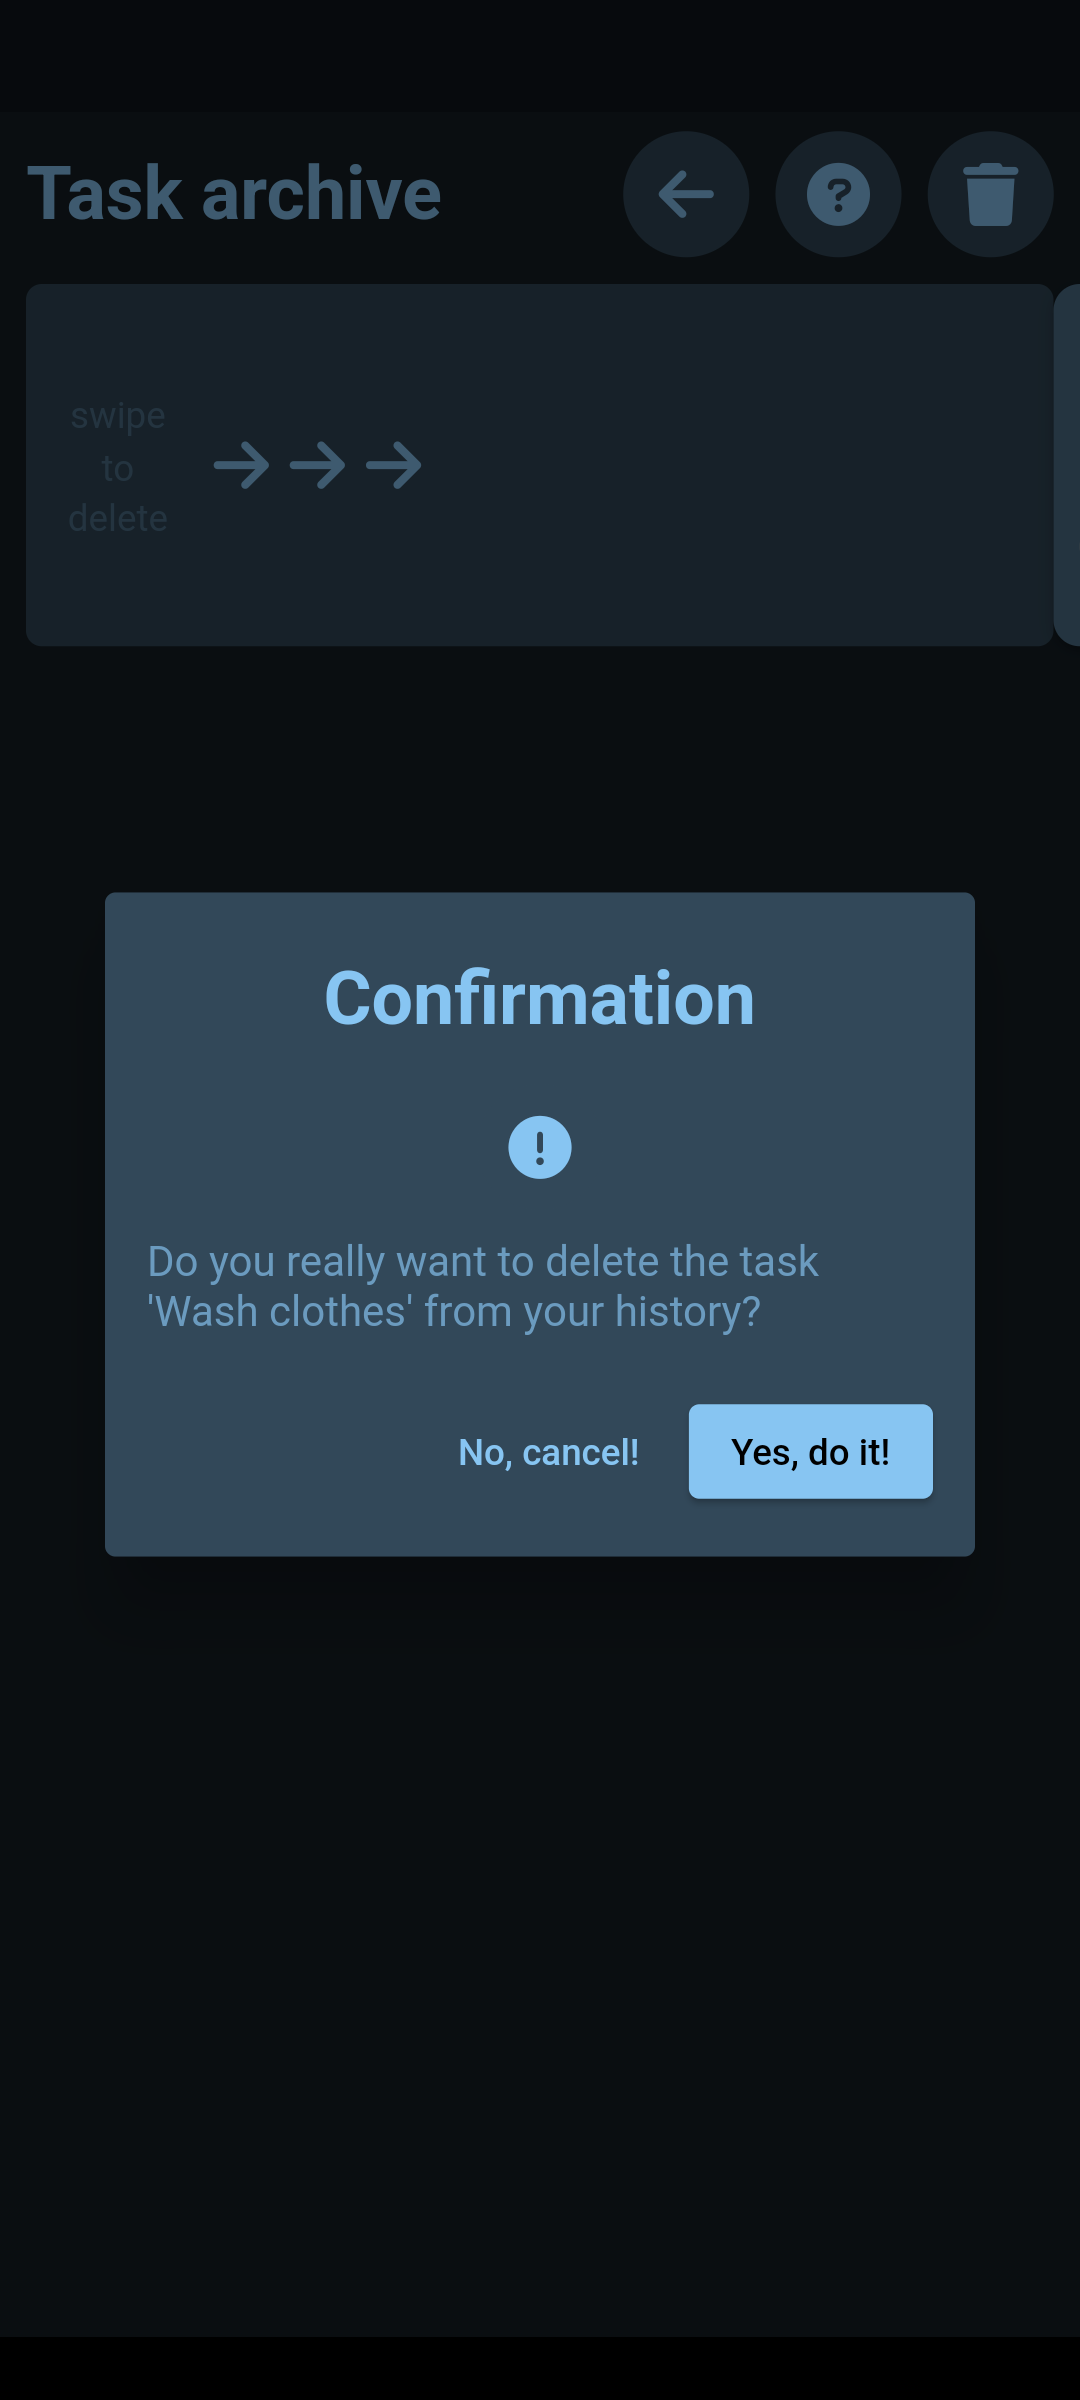 Task archive
swipe
to
delete
Confirmation
Do you really want to delete the task
'Wash clothes' from your history?
No, cancel!
Yes, do it!